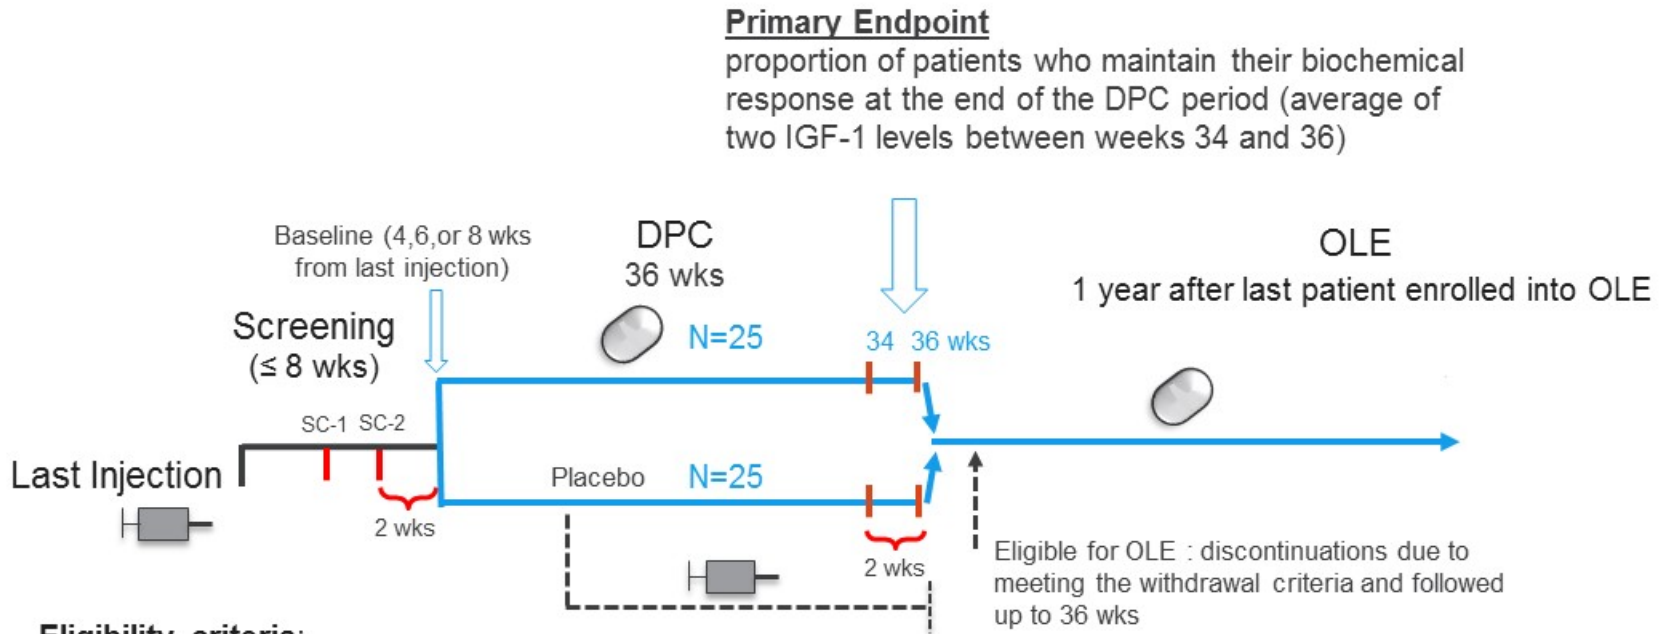 Primary Endpoint
proportion of patients who maintain their biochemical
response at the end of the DPC period (average of
two IGF-1 levels between weeks 34 and 36)
Baseline (4,6,or 8 wks
from last injection)
DPC
36 wks
OLE
1 year after last patient enrolled into OLE
Screening
(≤ 8 wks)
N=25
34 36 wks
SC-1 SC-2
Last Injection
Placebo N=25
2 wks
2 wks
Eligible for OLE : discontinuations due to
meeting the withdrawal criteria and followed
up to 36 wks
Eligibility criteria: